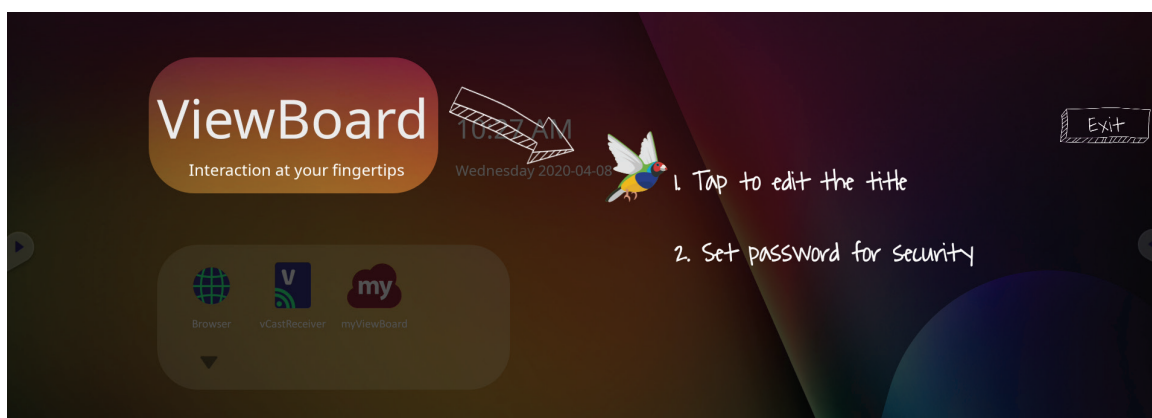 ViewBoard
Interaction at your fingertips
10:27 AM
Wednesday 2020-04-08
Exit
1. Tap to edit the title
2. Set password for security
V
my
Browser
vCastReceiver
myViewBoard